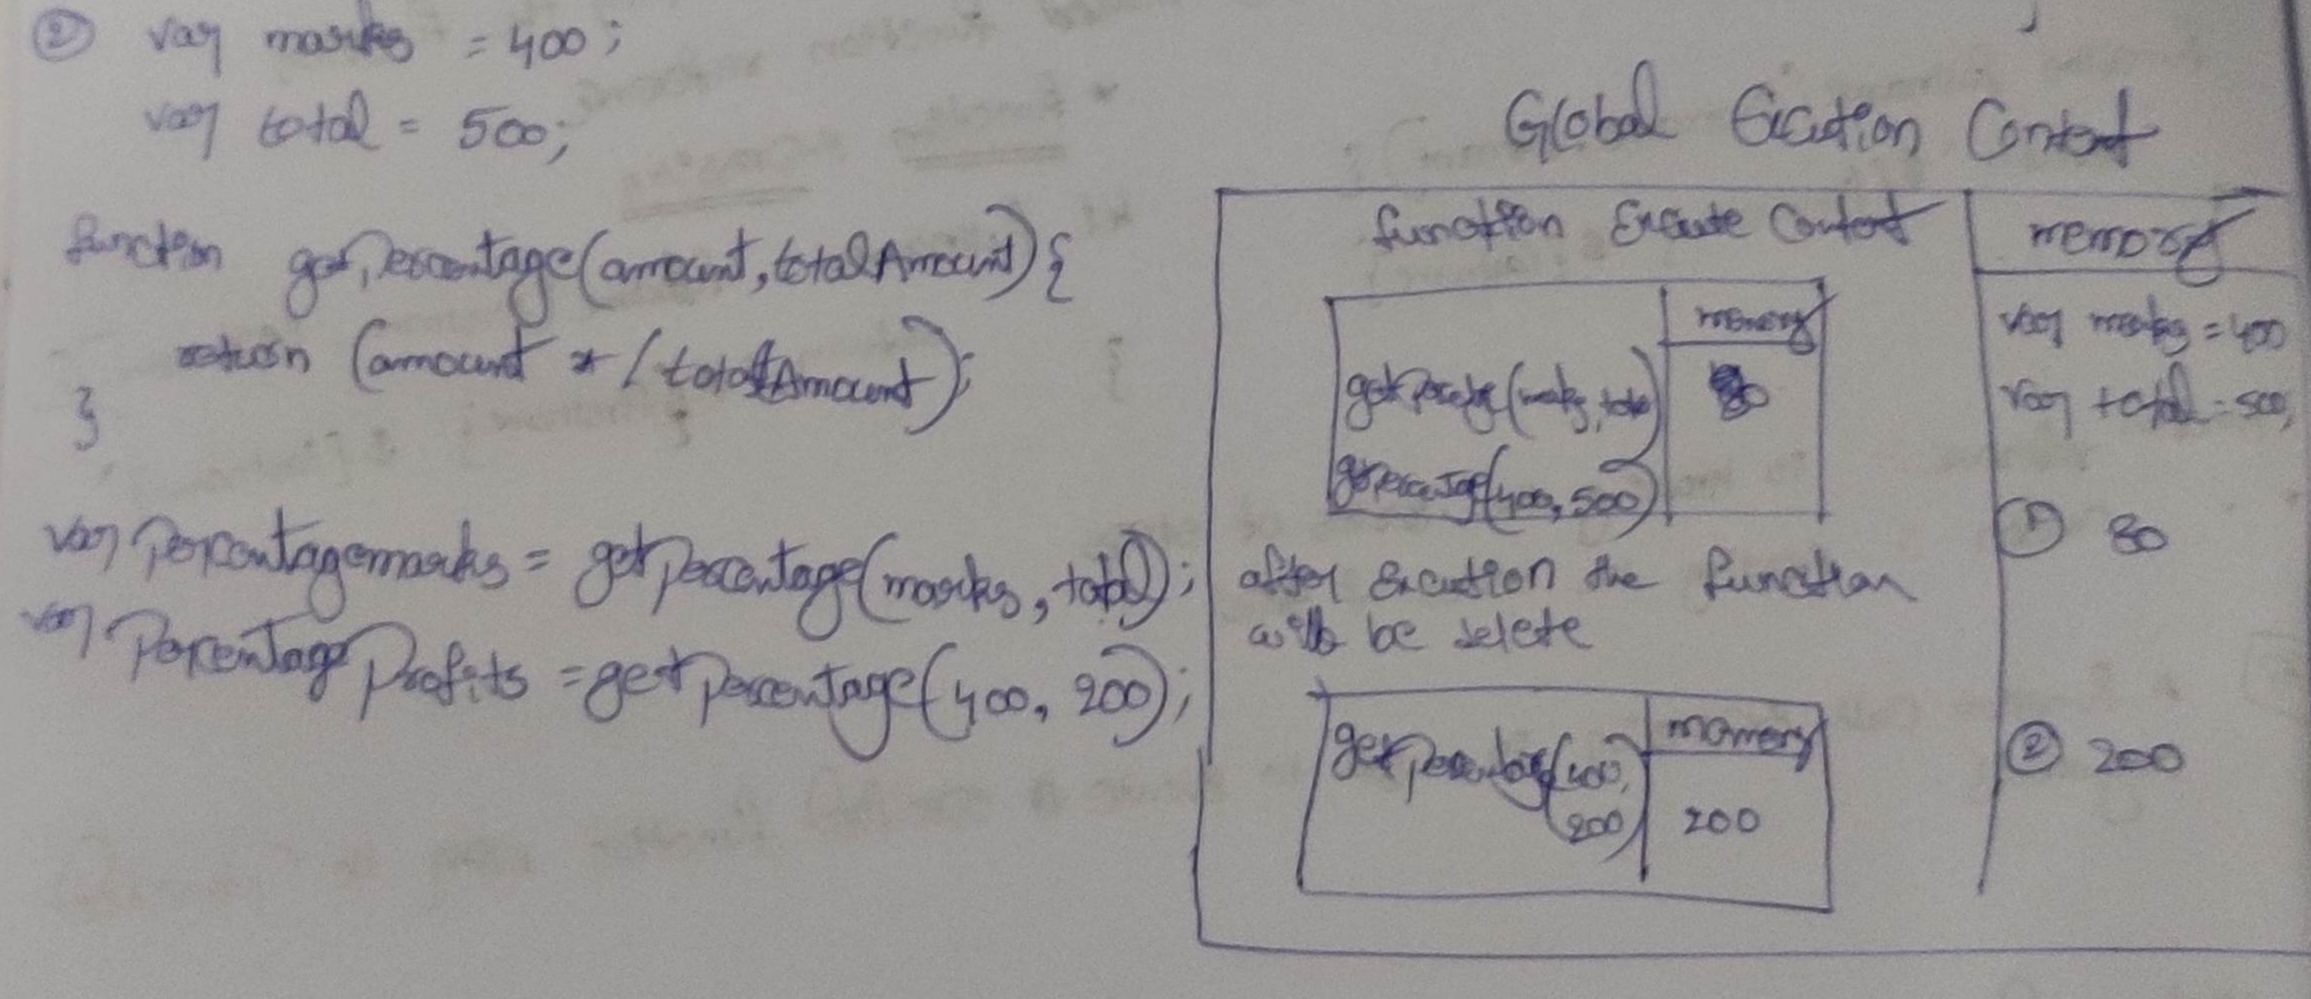 ② var marks = 400;
var total = 500;
function getPercentage(amount, totalAmount) {
return (amount * / totalAmount);
}
var Percentagemarks = getpercentage(marks, total);
var PercentageProfits = getpercentage(400, 200);
Global Excution Context
function Excute Context
memory
getPercentage(marks, total)
80
getpercentage(400, 500)
after excution the function
will be delete
getpercentage(400,
200)
memory
200
memory
var marks = 400
var total = 500,
① 80
② 200